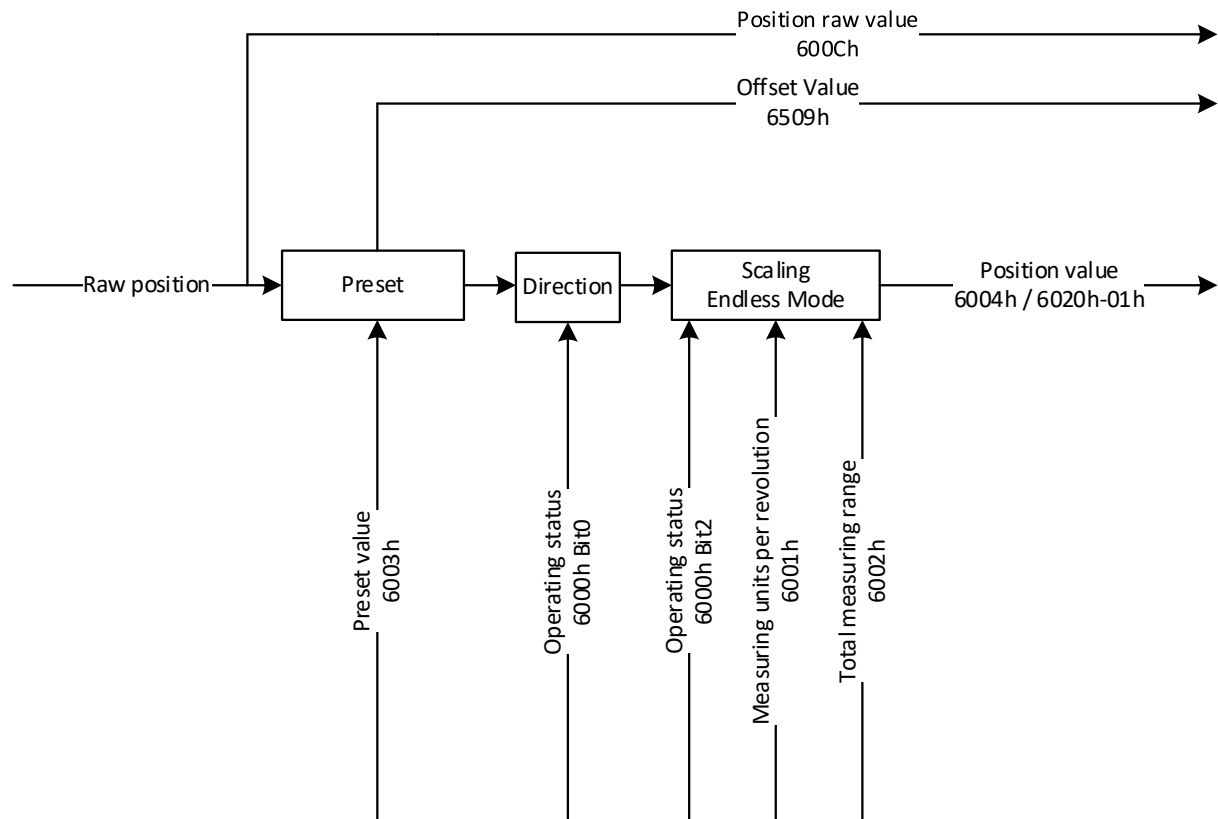 Position raw value
600Ch
Offset Value
6509h
Raw position
Preset
Direction
Scaling
Endless Mode
Position value
6004h / 6020h-01h
Preset value
6003h
Operating status
6000h Bit0
Operating status
6000h Bit2
Measuring units per revolution
6001h
Total measuring range
6002h